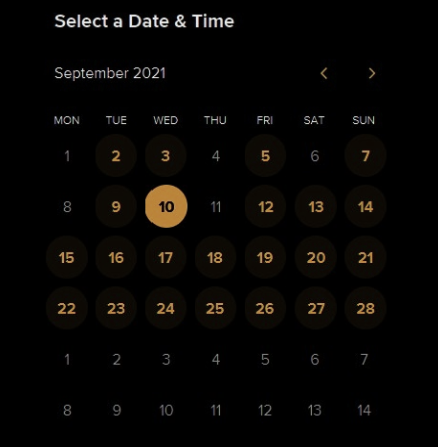 Select a Date & Time
September 2021
MON TUE WED THU FRI SAT SUN
1 2 3 4 5 6 7
8 9 10 11 12 13 14
15 16 17 18 19 20 21
22 23 24 25 26 27 28
1 2 3 4 5 6 7
8 9 10 11 12 13 14